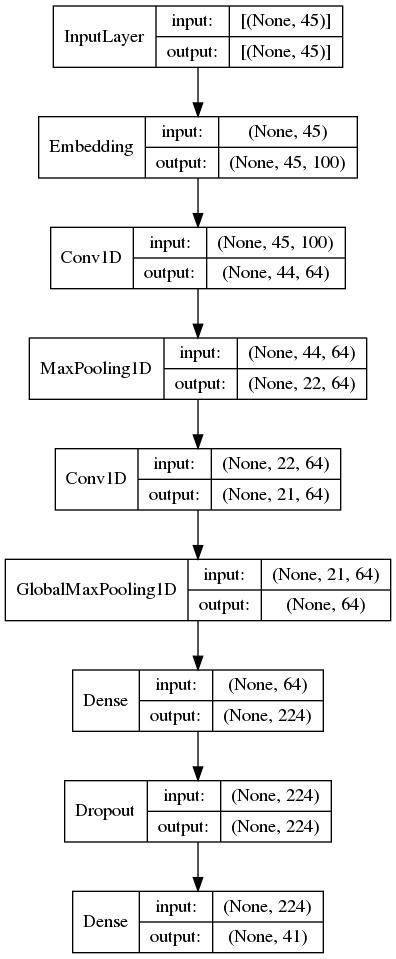 InputLayer
input: [(None, 45)]
output: [(None, 45)]
Embedding
input: (None, 45)
output: (None, 45, 100)
Conv1D
input: (None, 45, 100)
output: (None, 44, 64)
MaxPooling1D
input: (None, 44, 64)
output: (None, 22, 64)
Conv1D
input: (None, 22, 64)
output: (None, 21, 64)
GlobalMaxPooling1D
input: (None, 21, 64)
output: (None, 64)
Dense
input: (None, 64)
output: (None, 224)
Dropout
input: (None, 224)
output: (None, 224)
Dense
input: (None, 224)
output: (None, 41)